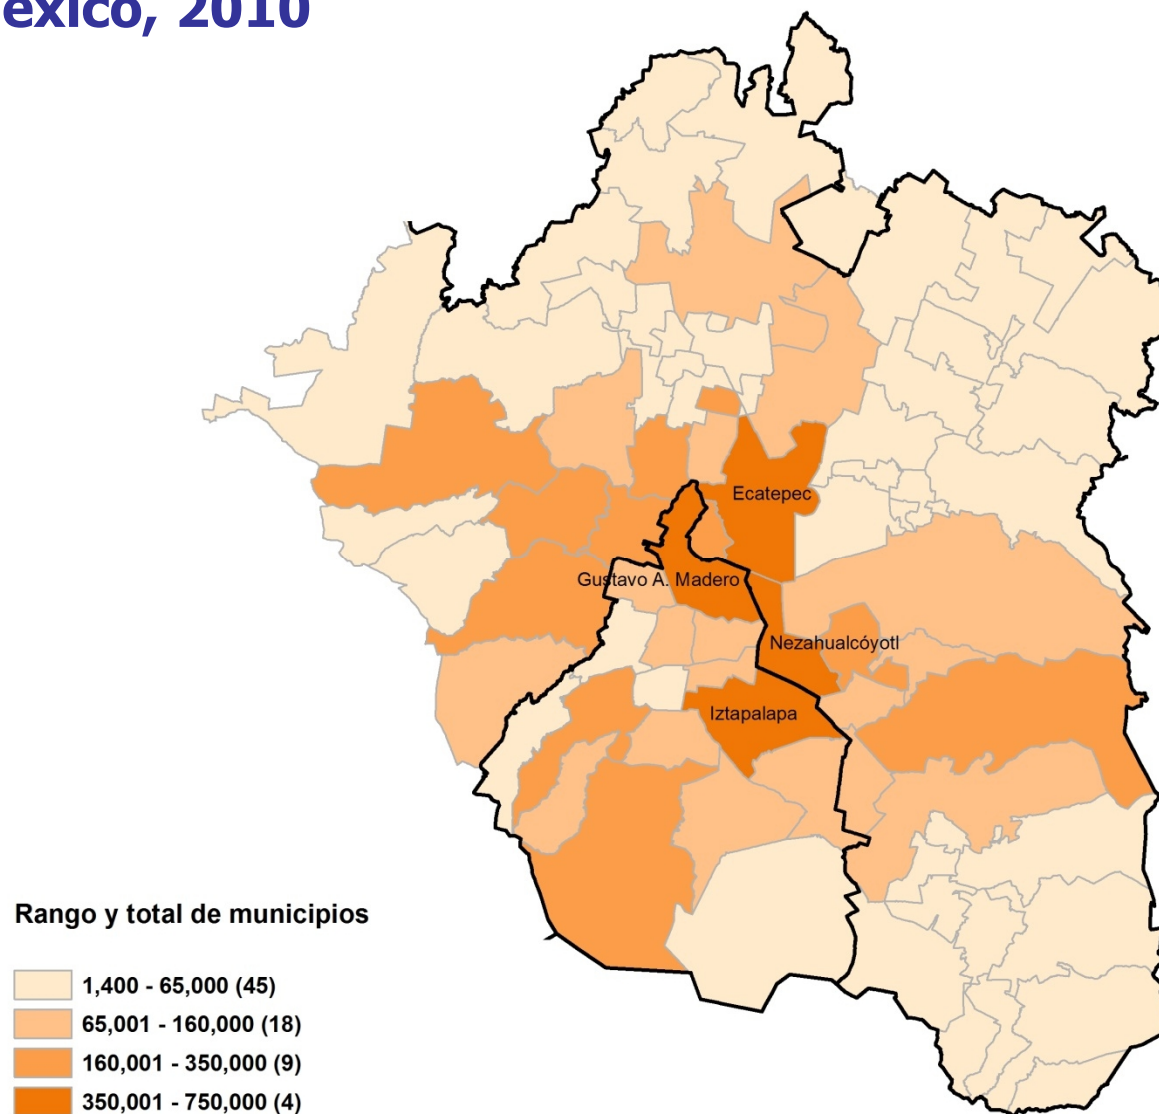 éxico, 2010
Ecatepec
Gustavo A. Madero
Nezahualcóyotl
Iztapalapa
Rango y total de municipios
1,400 - 65,000 (45)
65,001 - 160,000 (18)
160,001 - 350,000 (9)
350,001 - 750,000 (4)